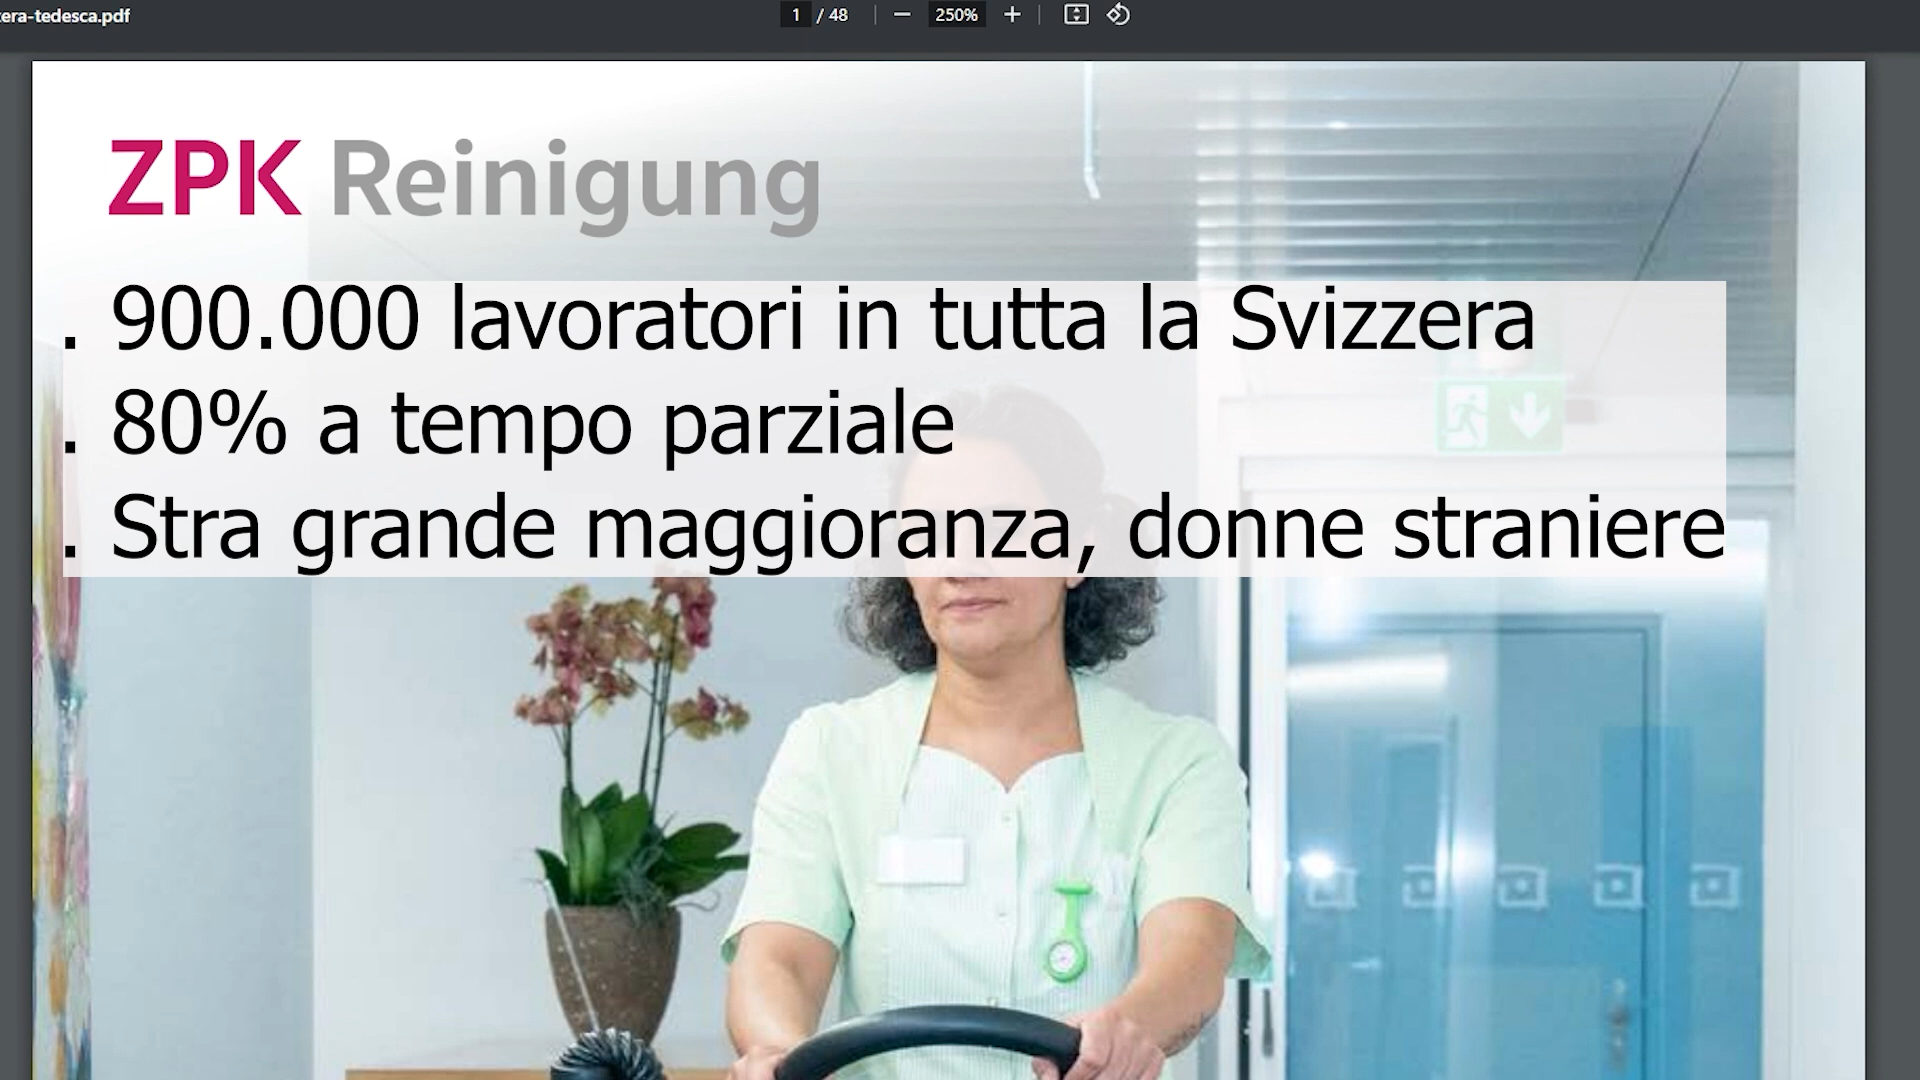 era-tedesca.pdf
1 / 48
250%
ZPK Reinigung
. 900.000 lavoratori in tutta la Svizzera
. 80% a tempo parziale
. Stra grande maggioranza, donne straniere